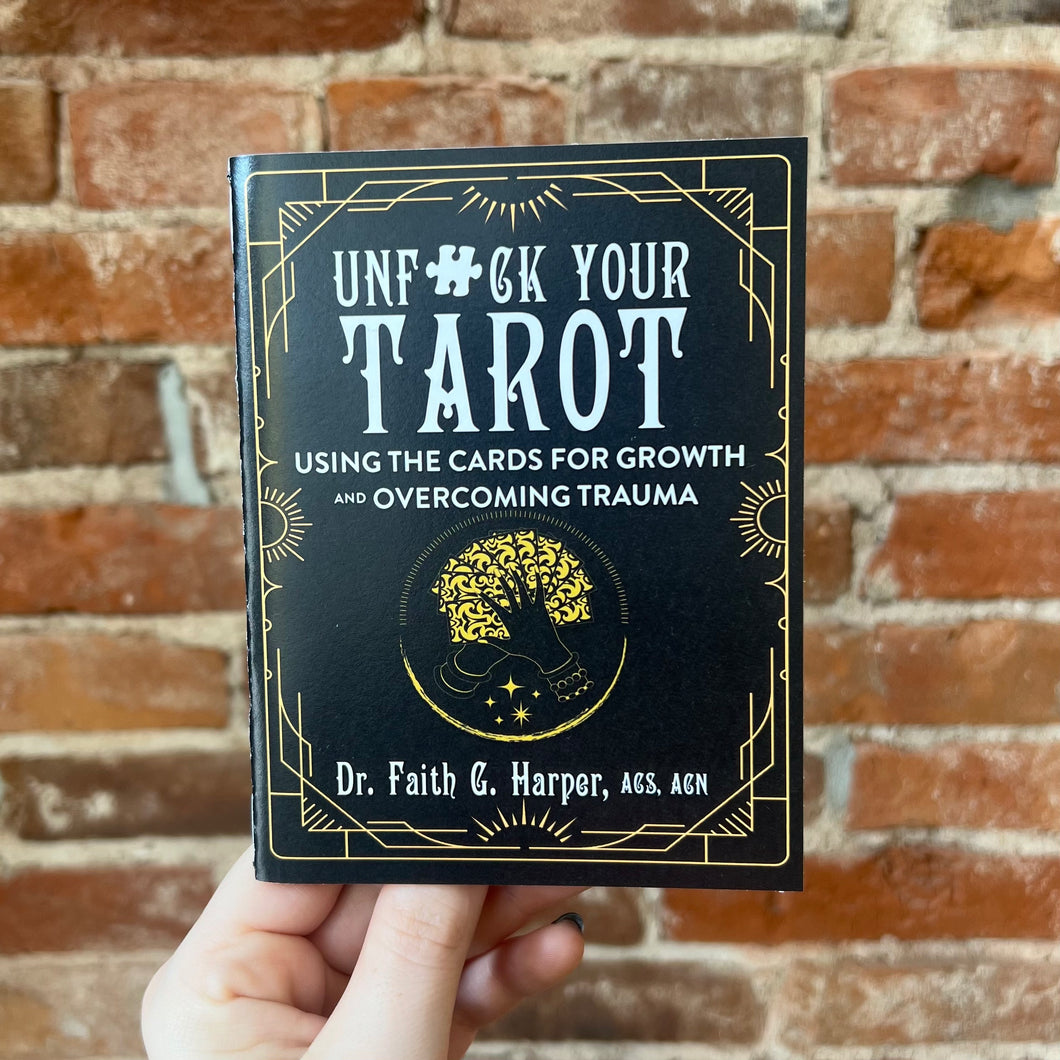 UNF#CK YOUR
TAROT
USING THE CARDS FOR GROWTH
AND OVERCOMING TRAUMA
Dr. Faith G. Harper, ACS, ACN